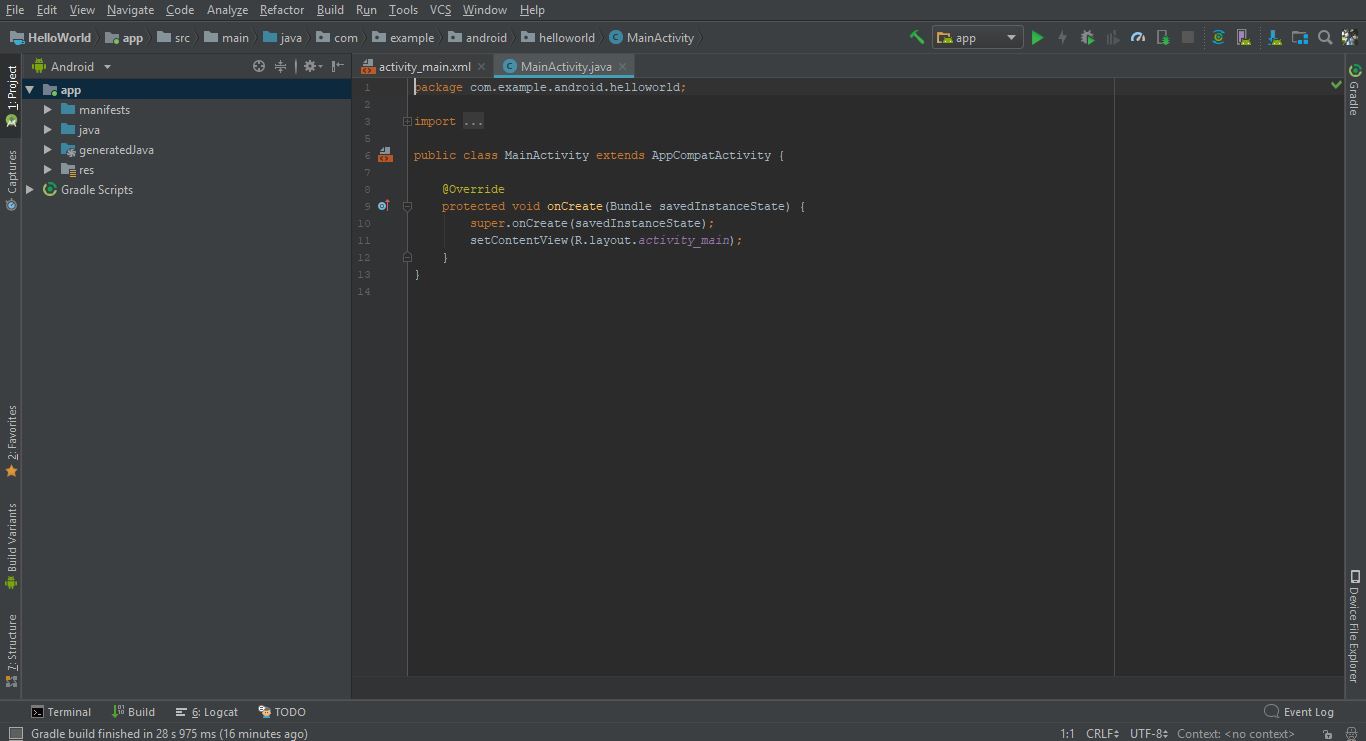 File Edit View Navigate Code Analyze Refactor Build Run Tools VCS Window Help
HelloWorld app src main java com example android helloworld MainActivity app
Android activity_main.xml MainActivity.java
1: Project
Captures
2: Favorites
Build Variants
7: Structure
app
manifests
java
generatedJava
res
Gradle Scripts
1 package com.example.android.helloworld;
2
3 import ...
5
6 public class MainActivity extends AppCompatActivity {
7
8 @Override
9 protected void onCreate(Bundle savedInstanceState) {
10 super.onCreate(savedInstanceState);
11 setContentView(R.layout.activity_main);
12 }
13 }
14
Gradle
Device File Explorer
Terminal Build 6: Logcat TODO Event Log
Gradle build finished in 28 s 975 ms (16 minutes ago) 1:1 CRLF UTF-8 Context: <no context>